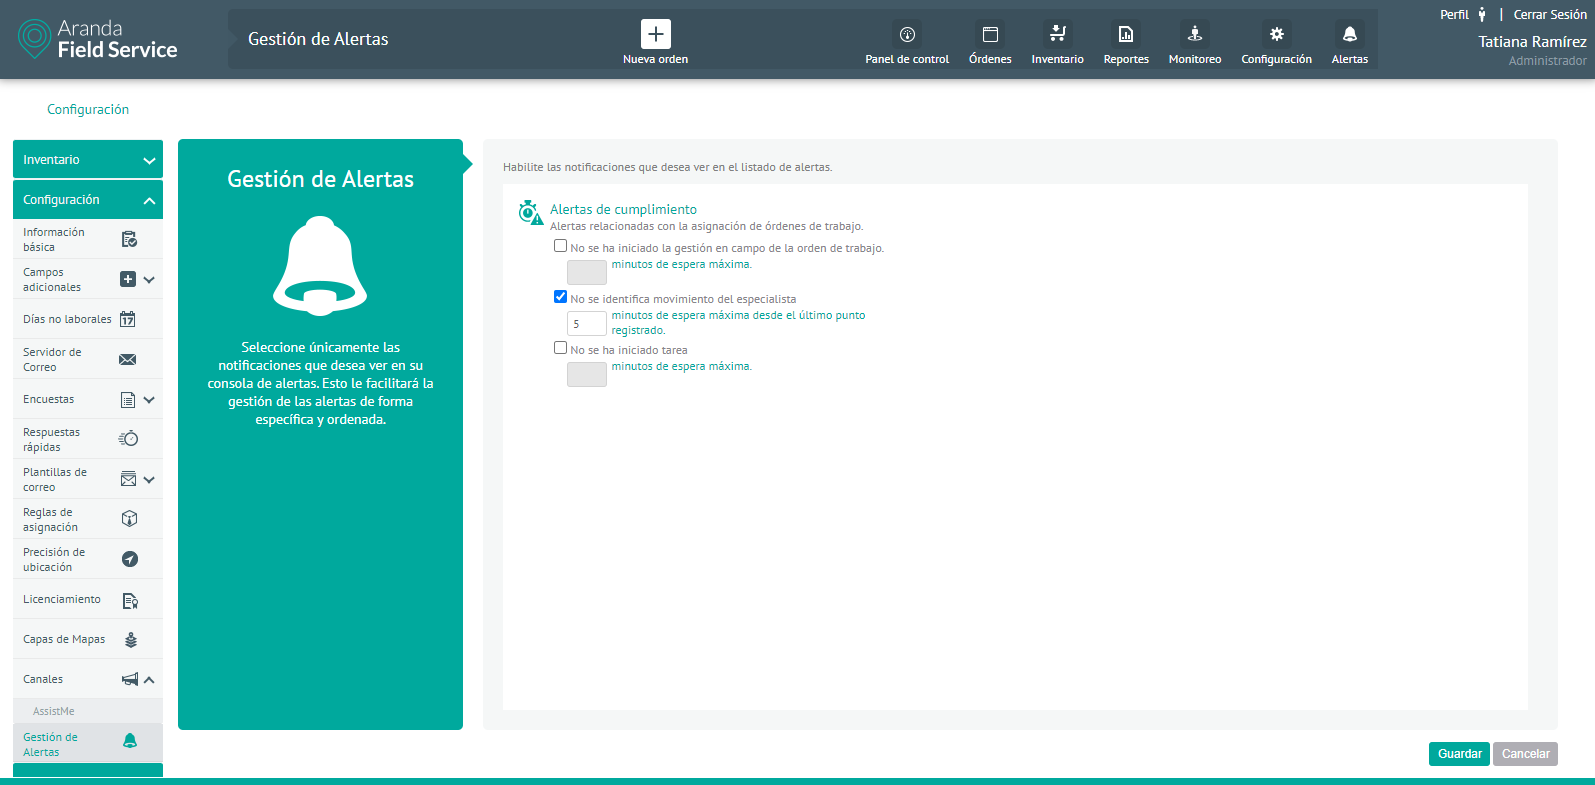 Aranda
Field Service
Gestión de Alertas
Nueva orden
Panel de control
Órdenes
Inventario
Reportes
Monitoreo
Configuración
Alertas
Perfil | Cerrar Sesión
Tatiana Ramírez
Administrador
Configuración
Inventario
Configuración
Información
básica
Campos
adicionales
Días no laborales
17
Servidor de
Correo
Encuestas
Respuestas
rápidas
Plantillas de
correo
Reglas de
asignación
Precisión de
ubicación
Licenciamiento
Capas de Mapas
Canales
AssistMe
Gestión de
Alertas
Gestión de Alertas
Seleccione únicamente las
notificaciones que desea ver en su
consola de alertas. Esto le facilitará la
gestión de las alertas de forma
específica y ordenada.
Habilite las notificaciones que desea ver en el listado de alertas.
Alertas de cumplimiento
Alertas relacionadas con la asignación de órdenes de trabajo.
No se ha iniciado la gestión en campo de la orden de trabajo.
minutos de espera máxima.
No se identifica movimiento del especialista
5
minutos de espera máxima desde el último punto
registrado.
No se ha iniciado tarea
minutos de espera máxima.
Guardar
Cancelar